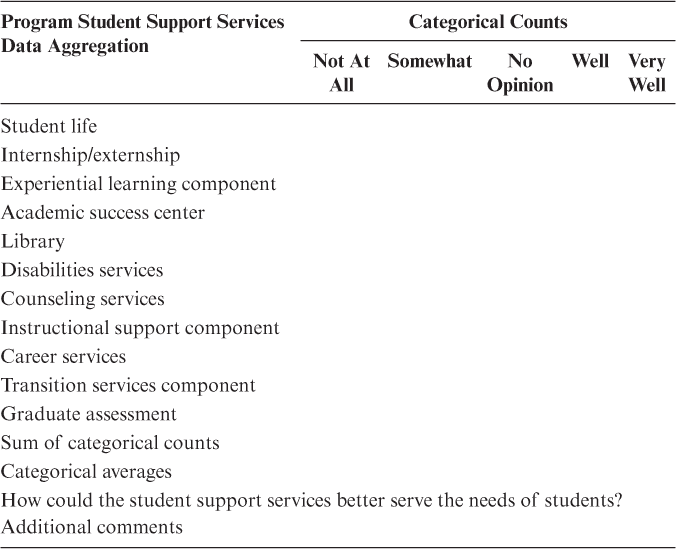 Program Student Support Services Categorical Counts
Data Aggregation
Not At Somewhat No Well Very
All Opinion Well
Student life
Internship/externship
Experiential learning component
Academic success center
Library
Disabilities services
Counseling services
Instructional support component
Career services
Transition services component
Graduate assessment
Sum of categorical counts
Categorical averages
How could the student support services better serve the needs of students?
Additional comments